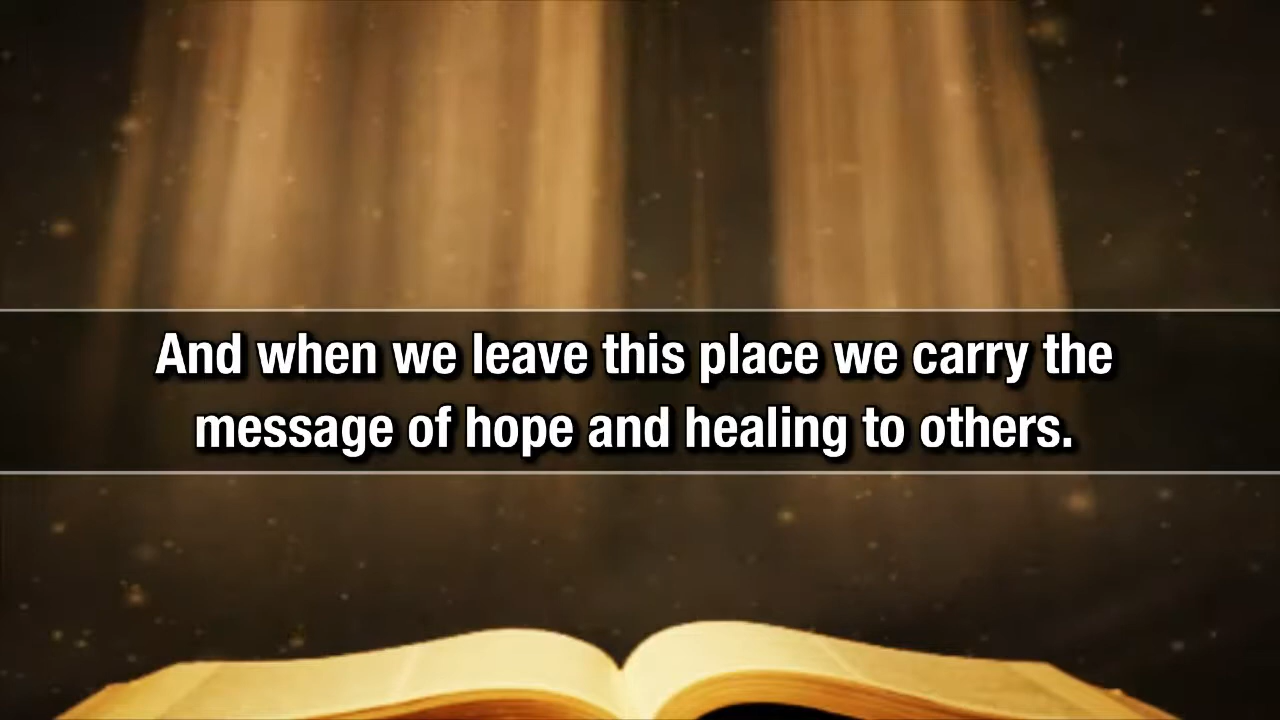 And when we leave this place we carry the
message of hope and healing to others.